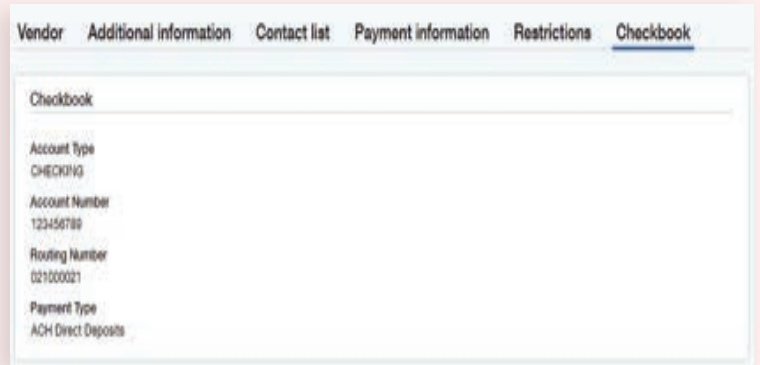 Vendor Additional information Contact list Payment information Restrictions Checkbook
Checkbook
Account Type
CHECKING
Account Number
123456789
Routing Number
021000021
Payment Type
ACH Direct Deposits